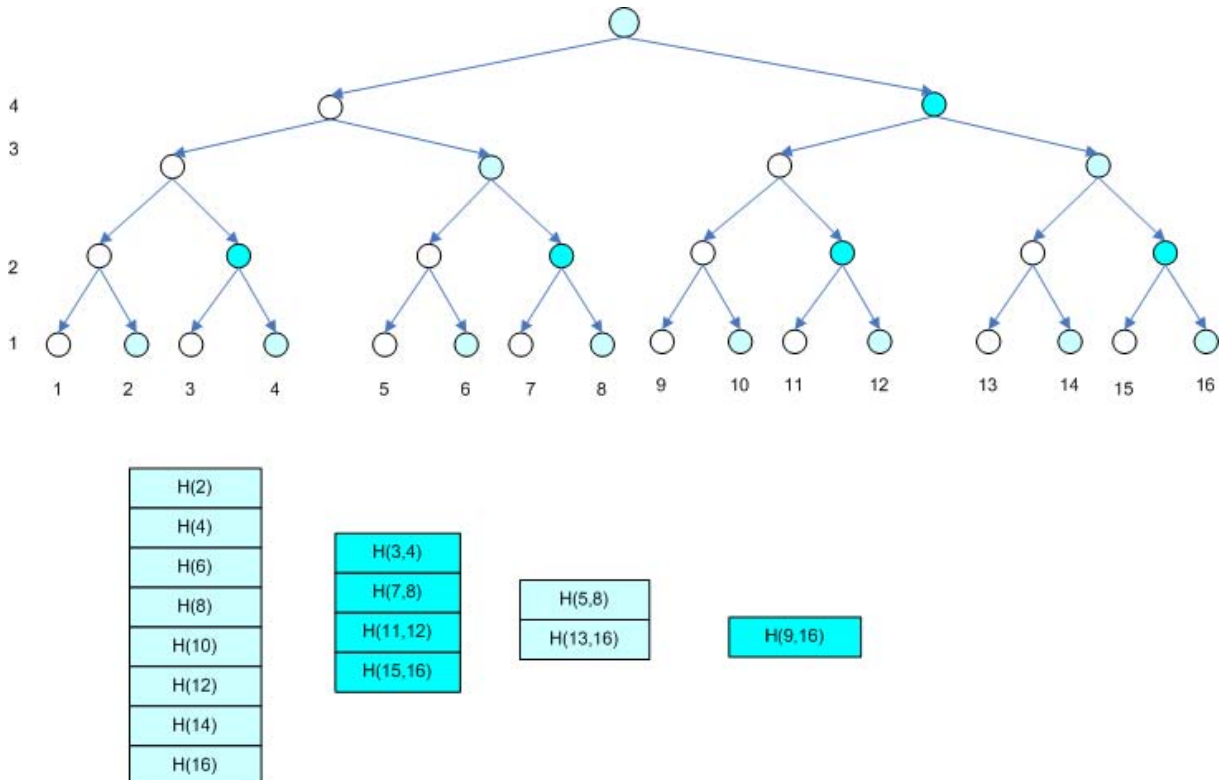 4
3
2
1
1 2 3 4 5 6 7 8 9 10 11 12 13 14 15 16
H(2)
H(4)
H(6)
H(8)
H(10)
H(12)
H(14)
H(16)
H(3,4)
H(7,8)
H(11,12)
H(15,16)
H(5,8)
H(13,16)
H(9,16)